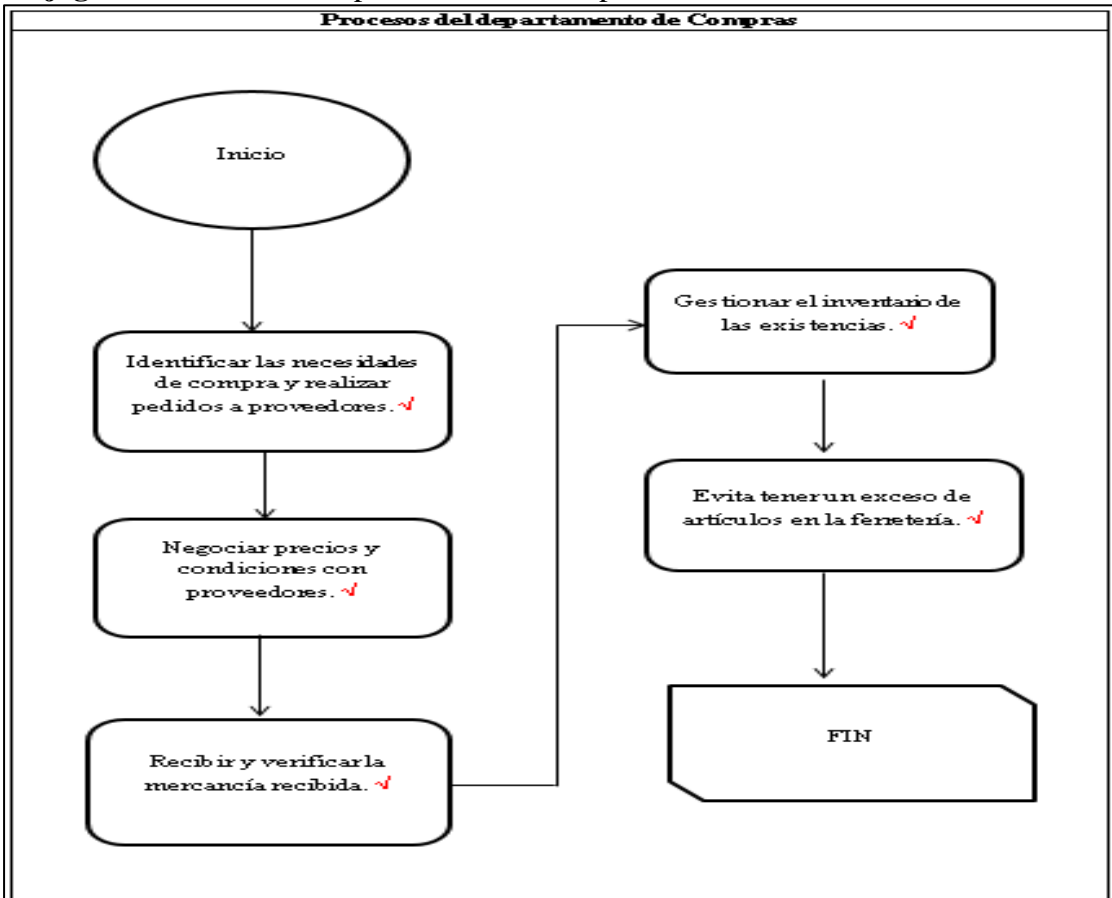 Procesos del departamento de Compras
Inicio
Identificar las necesidades
de compra y realizar
pedidos a proveedores. √
Negociar precios y
condiciones con
proveedores. √
Recibir y verificar la
mercancía recibida. √
Gestionar el inventario de
las existencias. √
Evita tener un exceso de
artículos en la ferretería. √
FIN